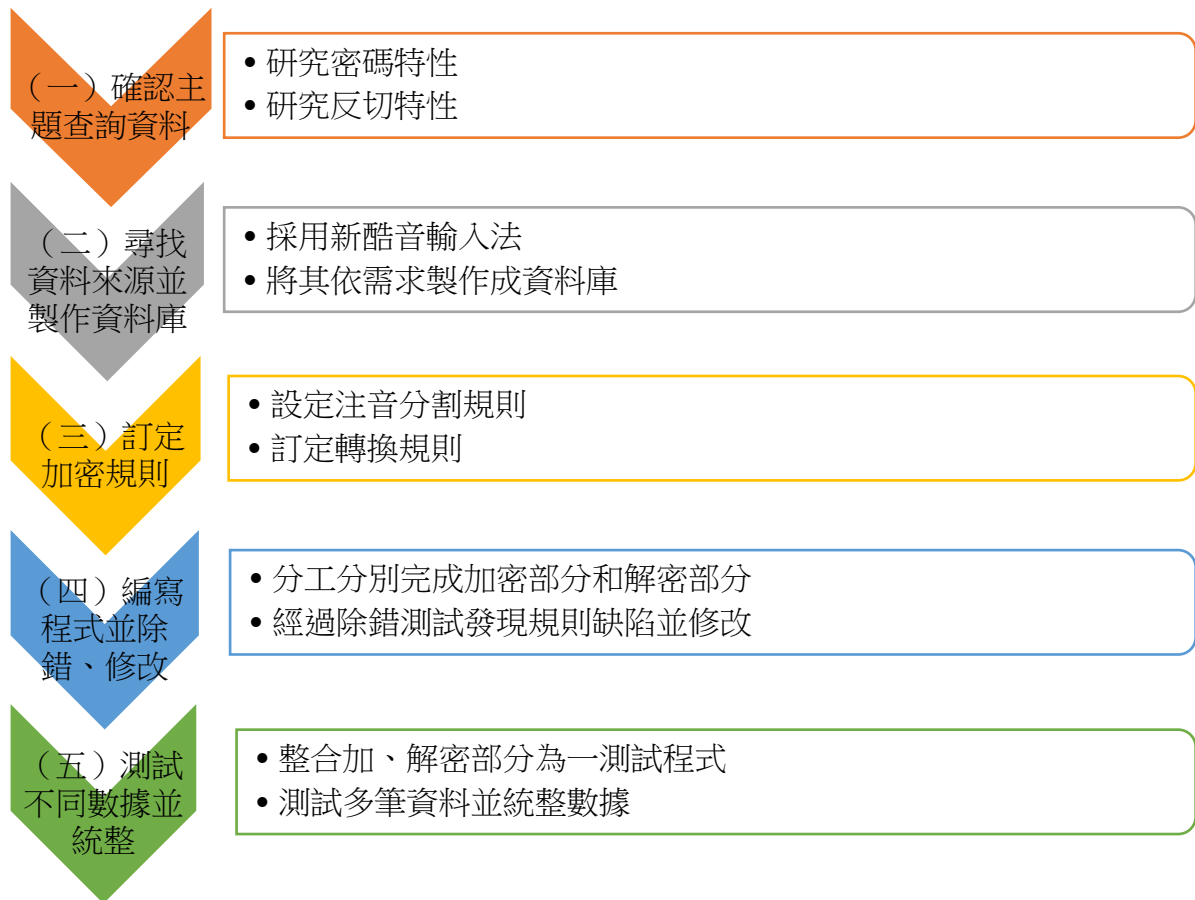 （一）確認主
題查詢資料
• 研究密碼特性
• 研究反切特性
（二）尋找
資料來源並
製作資料庫
• 採用新酷音輸入法
• 將其依需求製作成資料庫
（三）訂定
加密規則
• 設定注音分割規則
• 訂定轉換規則
（四）編寫
程式並除
錯、修改
• 分工分別完成加密部分和解密部分
• 經過除錯測試發現規則缺陷並修改
（五）測試
不同數據並
統整
• 整合加、解密部分為一測試程式
• 測試多筆資料並統整數據